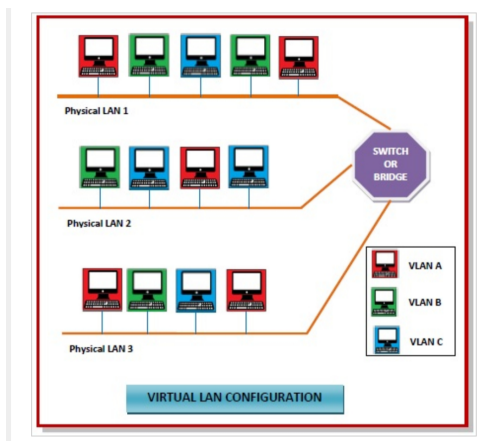 Physical LAN 1
SWITCH
OR
BRIDGE
Physical LAN 2
VLAN A
VLAN B
VLAN C
Physical LAN 3
VIRTUAL LAN CONFIGURATION